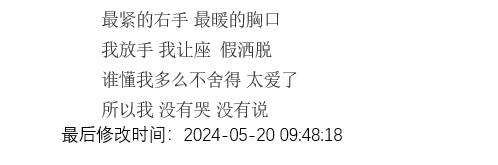 最紧的右手 最暖的胸口
我放手 我让座 假洒脱
谁懂我多么不舍得 太爱了
所以我 没有哭 没有说
最后修改时间：2024-05-20 09:48:18